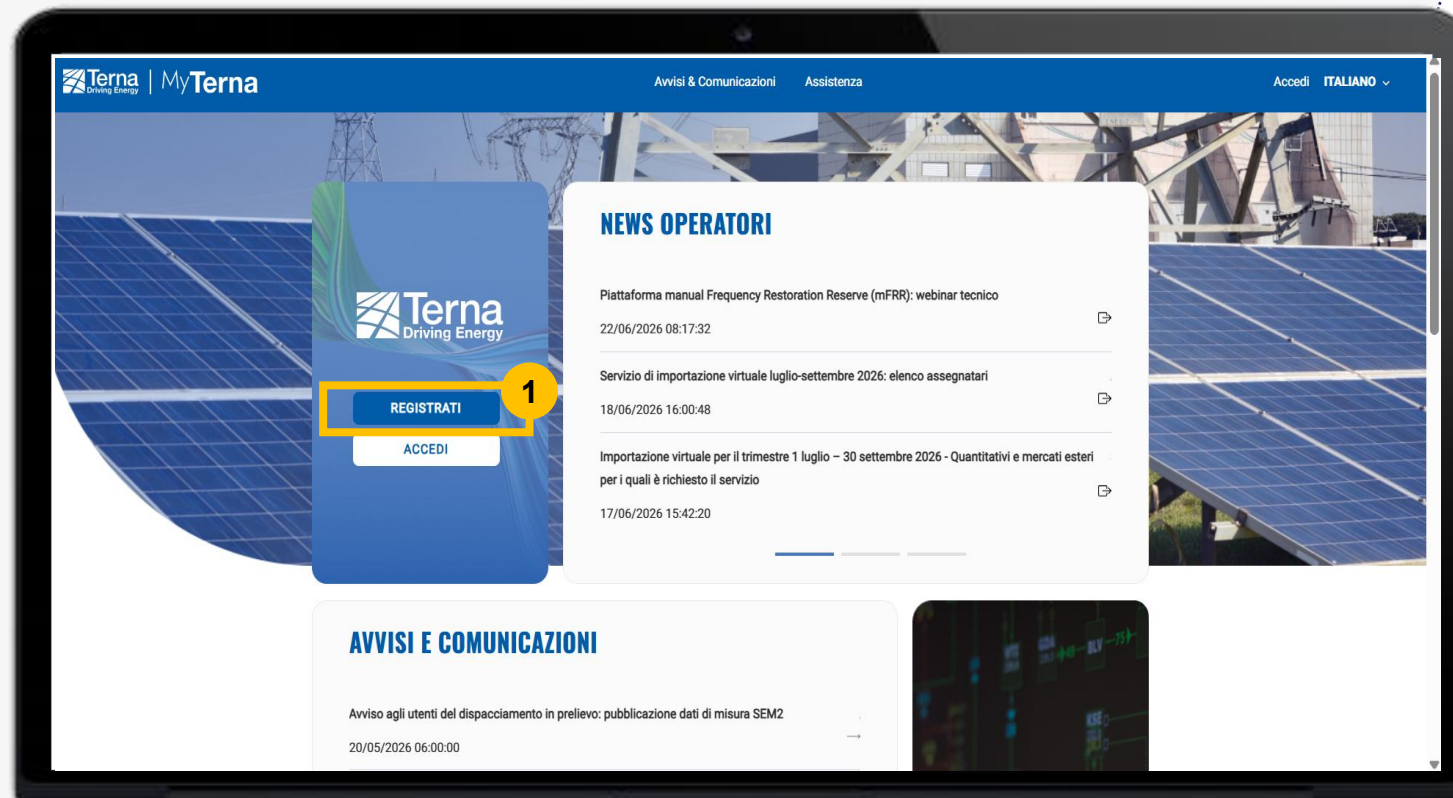 Terna
Driving Energy
MyTerna
Avvisi & Comunicazioni
Assistenza
Accedi
ITALIANO
Terna
Driving Energy
1
REGISTRATI
ACCEDI
NEWS OPERATORI
Piattaforma manual Frequency Restoration Reserve (mFRR): webinar tecnico
22/06/2026 08:17:32
Servizio di importazione virtuale luglio-settembre 2026: elenco assegnatari
18/06/2026 16:00:48
Importazione virtuale per il trimestre 1 luglio – 30 settembre 2026 - Quantitativi e mercati esteri
per i quali è richiesto il servizio
17/06/2026 15:42:20
AVVISI E COMUNICAZIONI
Avviso agli utenti del dispacciamento in prelievo: pubblicazione dati di misura SEM2
20/05/2026 06:00:00
BLV
75
KSE